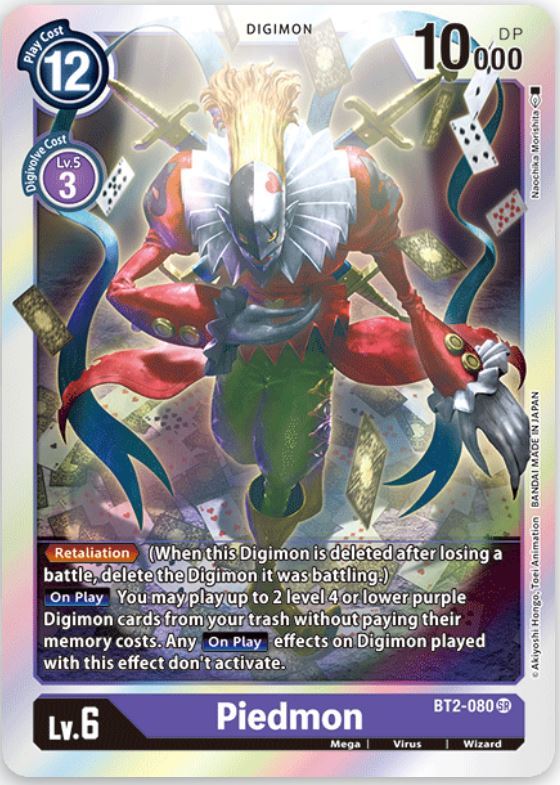 Play Cost
12
DIGIMON
10000
DP
Digivolve Cost
Lv.5
3
Naochika Morishita
© Akiyoshi Hongo, Toei Animation BANDAI MADE IN JAPAN
Retaliation (When this Digimon is deleted after losing a
battle, delete the Digimon it was battling.)
On Play You may play up to 2 level 4 or lower purple
Digimon cards from your trash without paying their
memory costs. Any On Play effects on Digimon played
with this effect don't activate.
Lv.6
Piedmon
BT2-080 SR
Mega | Virus | Wizard